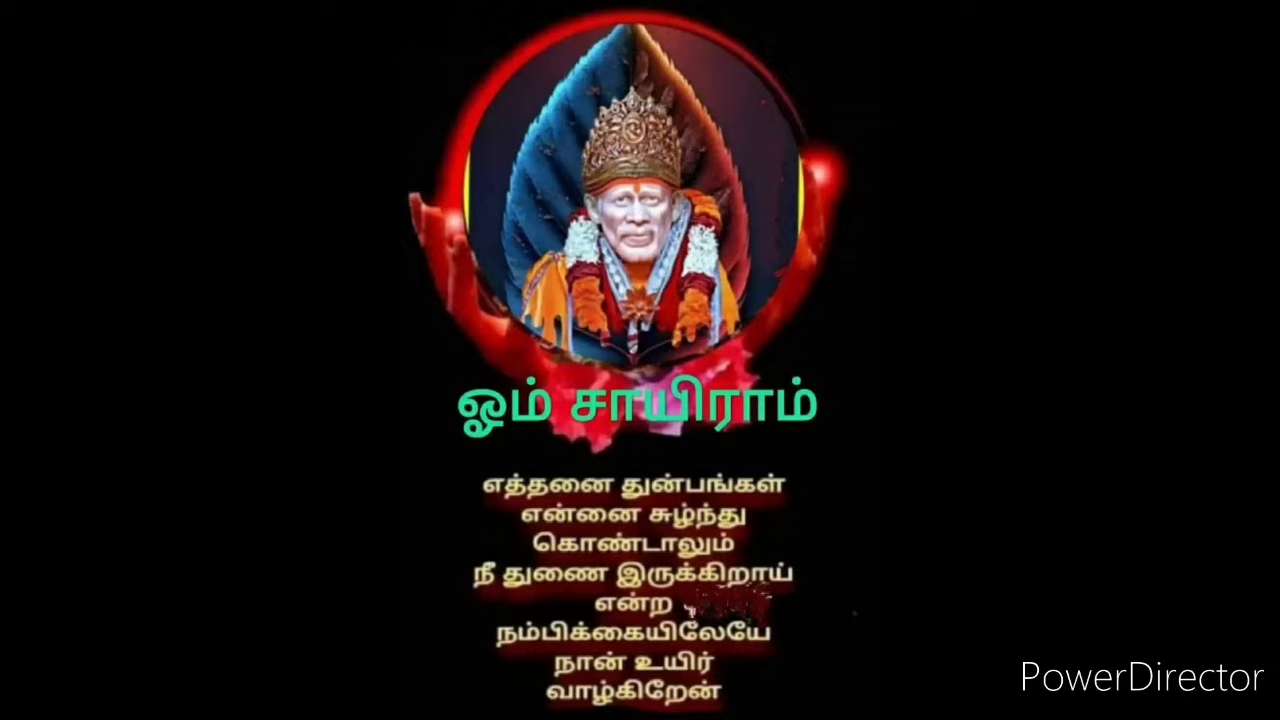 ஓம் சாயிராம்
எத்தனை துன்பங்கள்
என்னை சுழ்ந்து
கொண்டாலும்
நீ துணை இருக்கிறாய்
என்ற
நம்பிக்கையிலேயே
நான் உயிர்
வாழ்கிறேன்
PowerDirector